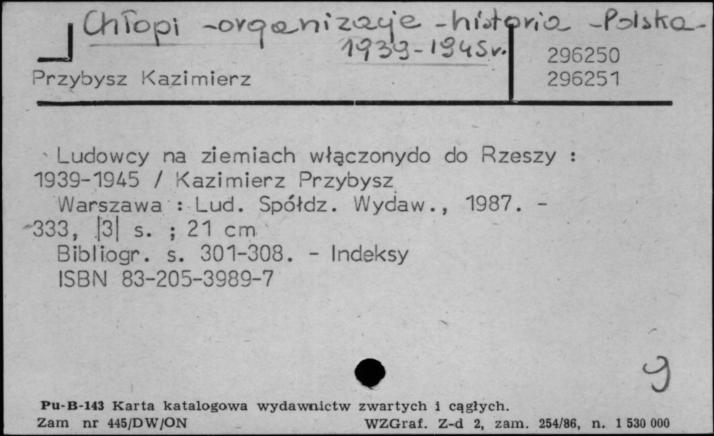 Chłopi - organizacje - historia - Polska -
1939-1945 r.
296250
Przybysz Kazimierz
296251
Ludowcy na ziemiach włączonydo do Rzeszy :
1939-1945 / Kazimierz Przybysz
Warszawa : Lud. Spółdz. Wydaw., 1987. -
-333, |3| s. ; 21 cm
Bibliogr. s. 301-308. - Indeksy
ISBN 83-205-3989-7
9
Pu-B-143 Karta katalogowa wydawnictw zwartych i ciągłych.
Zam nr 445/DW/ON WZGraf. Z-d 2, zam. 254/86, n. 1 530 000